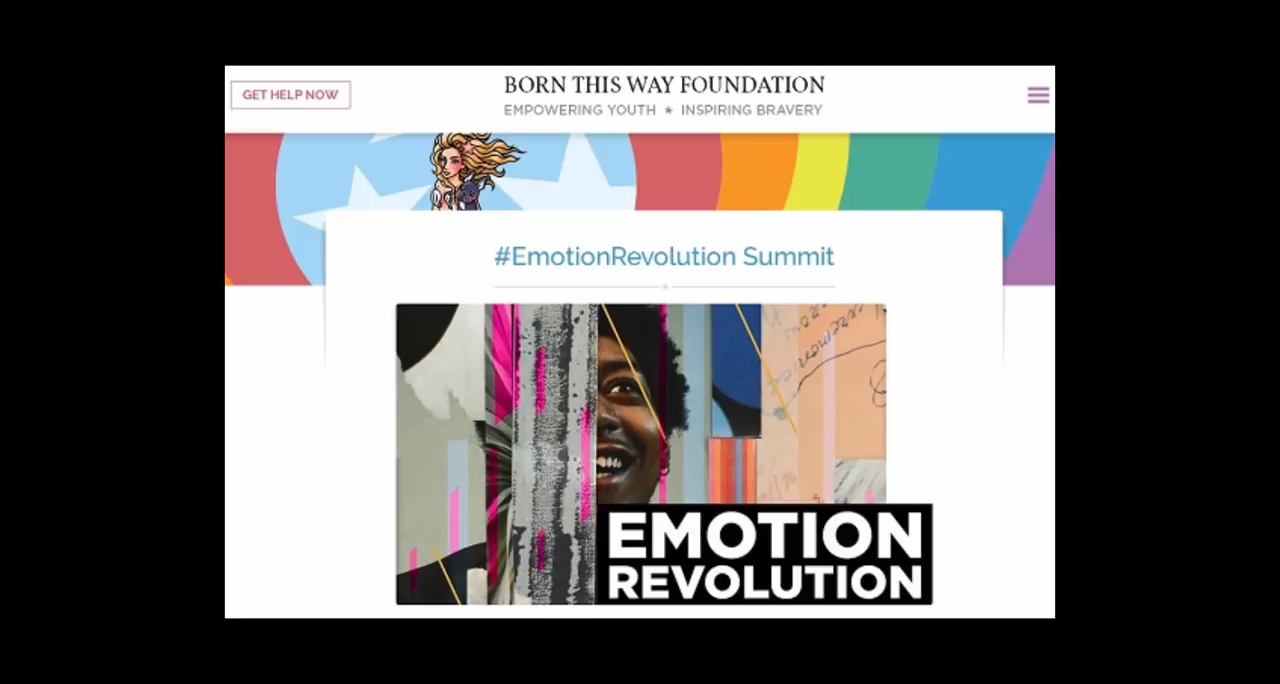 GET HELP NOW
BORN THIS WAY FOUNDATION
EMPOWERING YOUTH ★ INSPIRING BRAVERY
#EmotionRevolution Summit
EMOTION
REVOLUTION